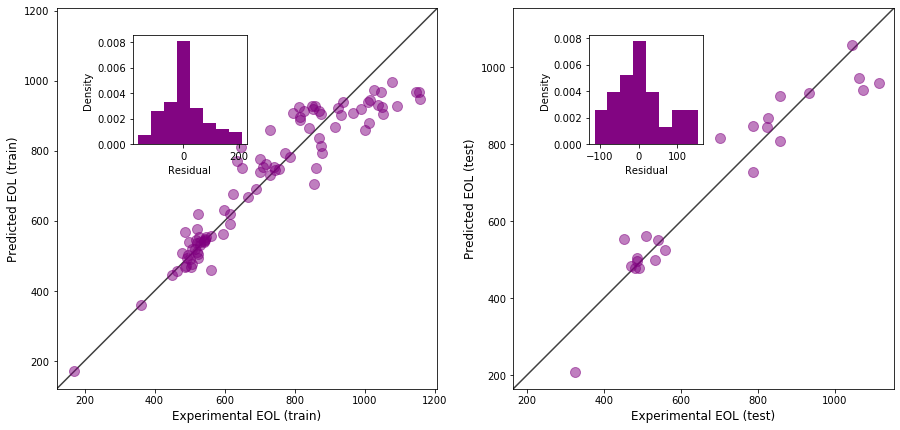 1200
1000
800
600
400
200
Predicted EOL (train)
200 400 600 800 1000 1200
Experimental EOL (train)
0.008
0.006
0.004
0.002
0.000
Density
0 200
Residual
1000
800
600
400
200
Predicted EOL (test)
200 400 600 800 1000
Experimental EOL (test)
0.008
0.006
0.004
0.002
0.000
Density
−100 0 100
Residual